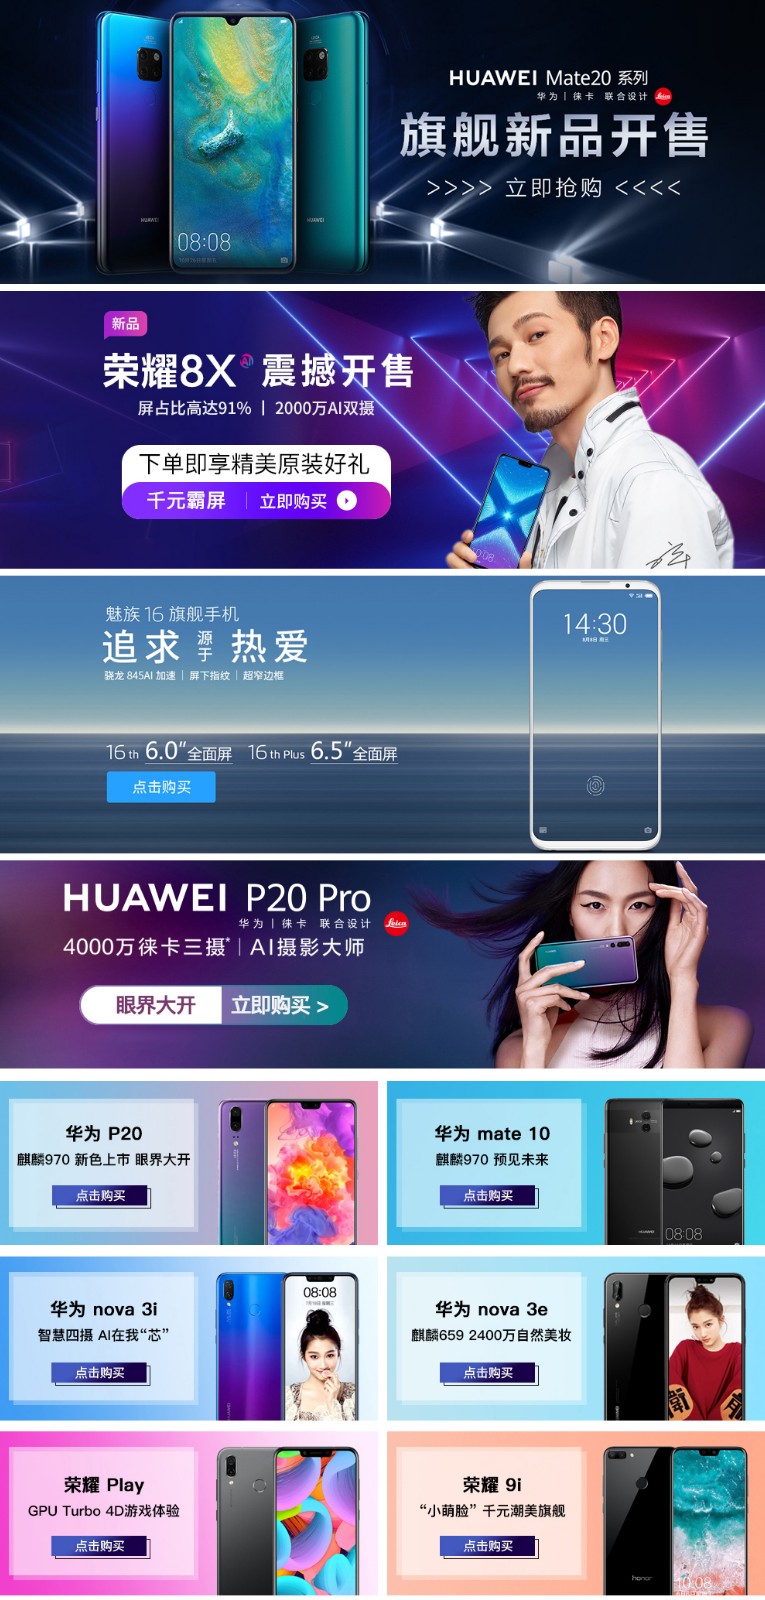 HUAWEI Mate20 系列
华为 | 徕卡 联合设计 Leica
旗舰新品开售
>>>> 立即抢购 <<<<
HUAWEI
HUAWEI
08:08
新品
荣耀8X AI 震撼开售
屏占比高达91% | 2000万AI双摄
下单即享精美原装好礼
千元霸屏 | 立即购买
08
魅族 16 旗舰手机
追求 源于 热爱
骁龙 845AI 加速 | 屏下指纹 | 超窄边框
16th 6.0″全面屏 16th Plus 6.5″全面屏
点击购买
14:30
HUAWEI P20 Pro
华为 | 徕卡 联合设计 Leica
4000万徕卡三摄* | AI摄影大师
眼界大开 立即购买 >
华为 P20
麒麟970 新色上市 眼界大开
点击购买
华为 mate 10
麒麟970 预见未来
点击购买
HUAWEI
08:08
华为 nova 3i
智慧四摄 AI在我“芯”
点击购买
08:08
华为 nova 3e
麒麟659 2400万自然美妆
点击购买
荣耀 Play
GPU Turbo 4D游戏体验
点击购买
荣耀 9i
“小萌脸”千元潮美旗舰
点击购买
honor
08:08